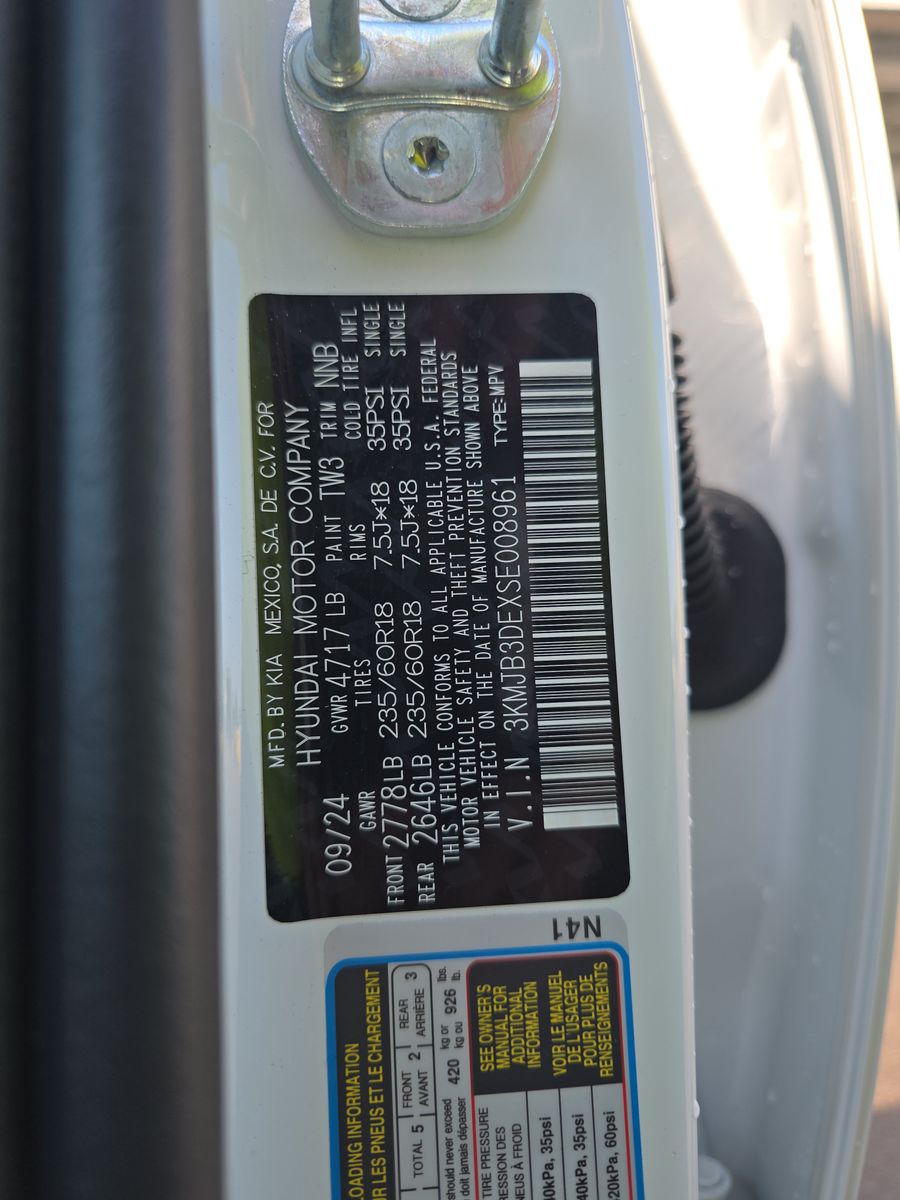 MFD. BY KIA MEXICO, S.A. DE C.V. FOR
HYUNDAI MOTOR COMPANY
09/24 GVWR 4717 LB PAINT TW3 TRIM NNB
GAWR TIRES RIMS COLD TIRE INFL
FRONT 2778LB 235/60R18 7.5J×18 35PSI SINGLE
REAR 2646LB 235/60R18 7.5J×18 35PSI SINGLE
THIS VEHICLE CONFORMS TO ALL APPLICABLE U.S.A. FEDERAL
MOTOR VEHICLE SAFETY AND THEFT PREVENTION STANDARDS
IN EFFECT ON THE DATE OF MANUFACTURE SHOWN ABOVE
V.I.N 3KMJB3DEXSE008961 TYPE:MPV
N41
LOADING INFORMATION
UR LES PNEUS ET LE CHARGEMENT
TOTAL 5 FRONT AVANT 2 REAR ARRIÈRE 3
should never exceed 420 kg or 926 lbs.
doit jamais dépasser kg ou lb.
TIRE PRESSURE
SSION DES
NEUS À FROID
40kPa, 35psi
40kPa, 35psi
20kPa, 60psi
SEE OWNER'S
MANUAL FOR
ADDITIONAL
INFORMATION
VOIR LE MANUEL
DE L'USAGER
POUR PLUS DE
RENSEIGNEMENTS